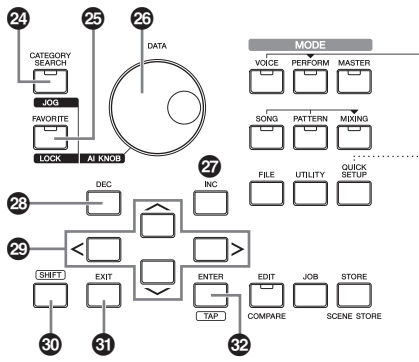 24
25
26
DATA
CATEGORY
SEARCH
JOG
FAVORITE
LOCK
AI KNOB
MODE
VOICE
PERFORM
MASTER
SONG
PATTERN
MIXING
27
FILE
UTILITY
QUICK
SETUP
28
DEC
INC
29
<
>
SHIFT
EXIT
ENTER
TAP
EDIT
COMPARE
JOB
STORE
SCENE STORE
30
31
32